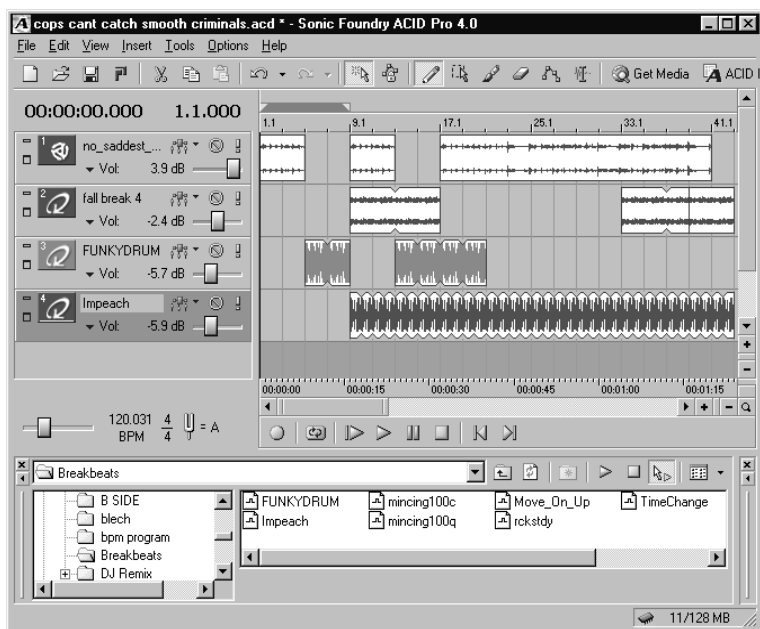 cops cant catch smooth criminals.acd * - Sonic Foundry ACID Pro 4.0
File Edit View Insert Tools Options Help
Get Media ACID
00:00:00.000 1.1.000
1.1 9.1 17.1 25.1 33.1 41.1
1 no_saddest_...
Vol: 3.9 dB
2 fall break 4
Vol: -2.4 dB
3 FUNKYDRUM
Vol: -5.7 dB
4 Impeach
Vol: -5.9 dB
00:00:00 00:00:15 00:00:30 00:00:45 00:01:00 00:01:15
120.031 BPM 4/4 = A
Breakbeats
B SIDE
blech
bpm program
Breakbeats
DJ Remix
FUNKYDRUM mincing100c Move_On_Up TimeChange
Impeach mincing100q rckstdy
11/128 MB